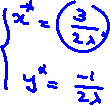 x* = 3/2λ
y* = -1/2λ